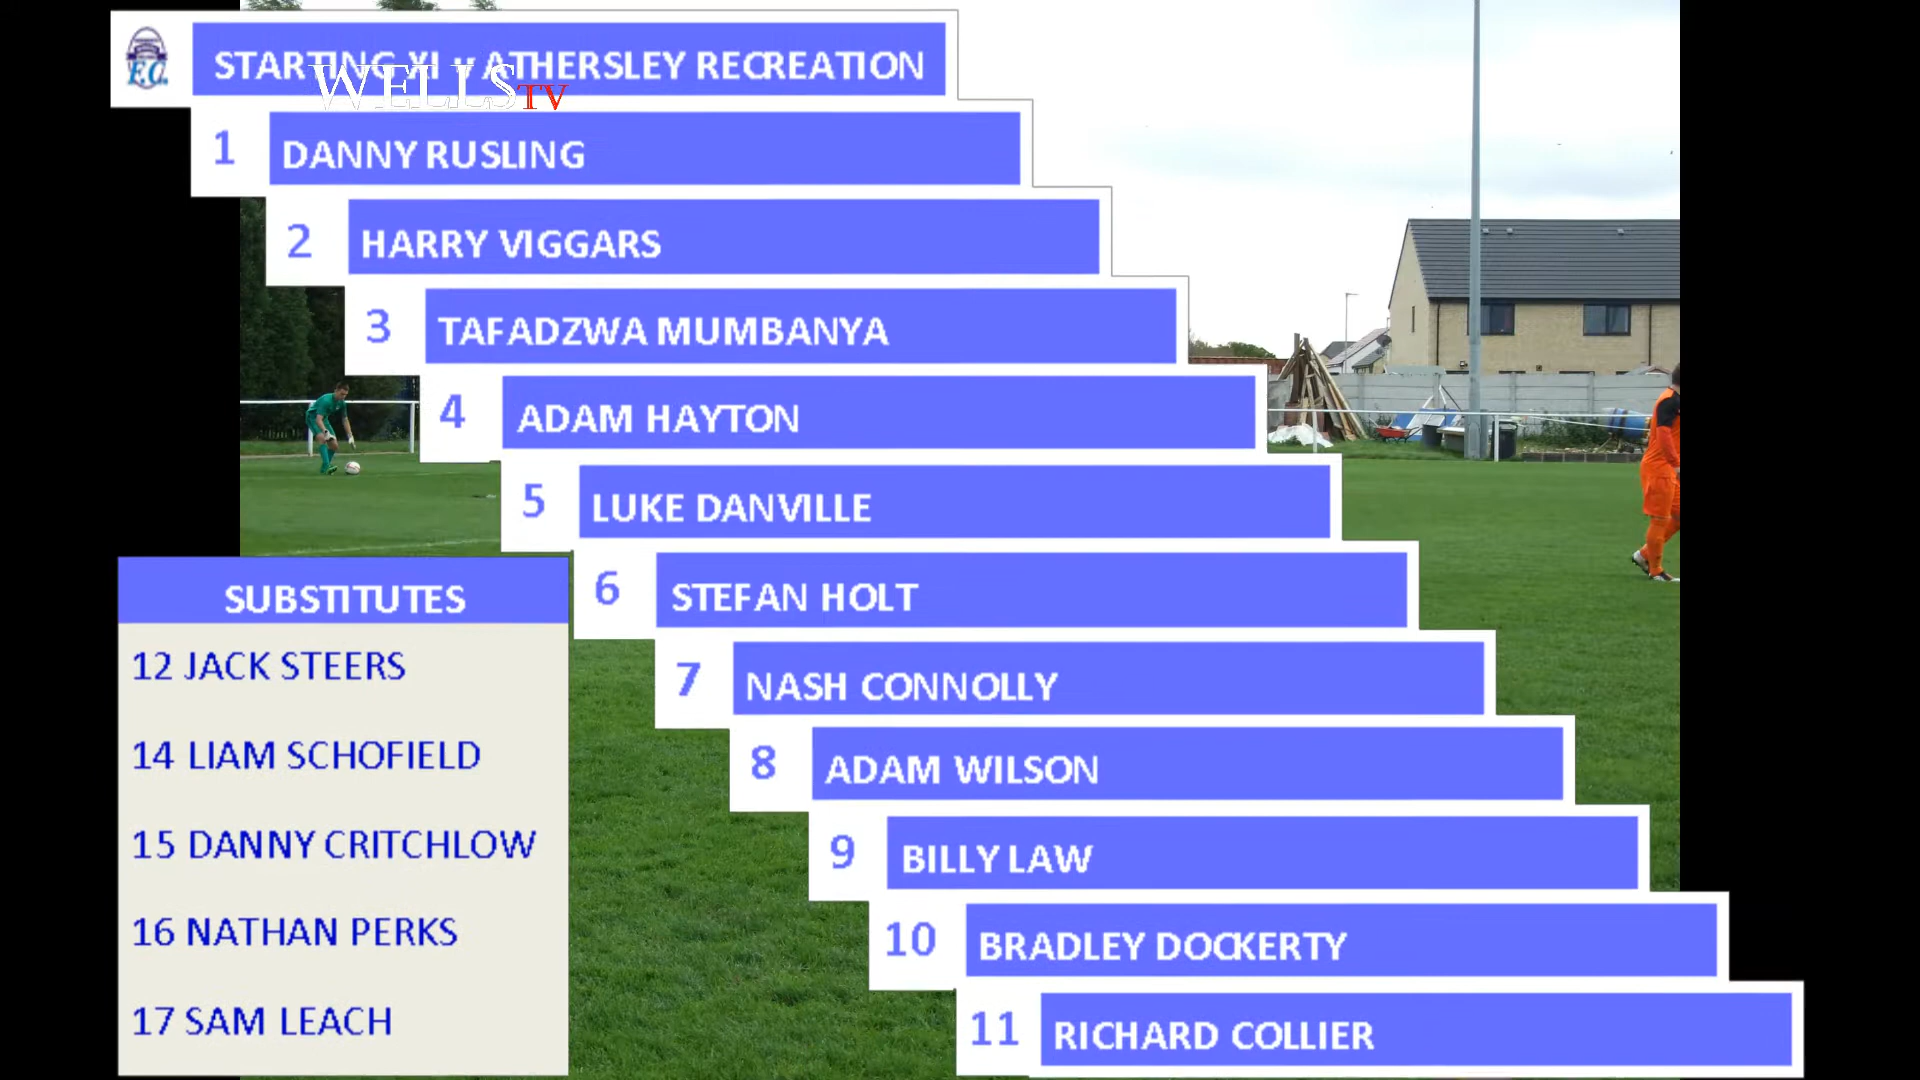 F.C.
STARTING XI v ATHERSLEY RECREATION
WELLSTV
1 DANNY RUSLING
2 HARRY VIGGARS
3 TAFADZWA MUMBANYA
4 ADAM HAYTON
5 LUKE DANVILLE
6 STEFAN HOLT
7 NASH CONNOLLY
8 ADAM WILSON
9 BILLY LAW
10 BRADLEY DOCKERTY
11 RICHARD COLLIER
SUBSTITUTES
12 JACK STEERS
14 LIAM SCHOFIELD
15 DANNY CRITCHLOW
16 NATHAN PERKS
17 SAM LEACH